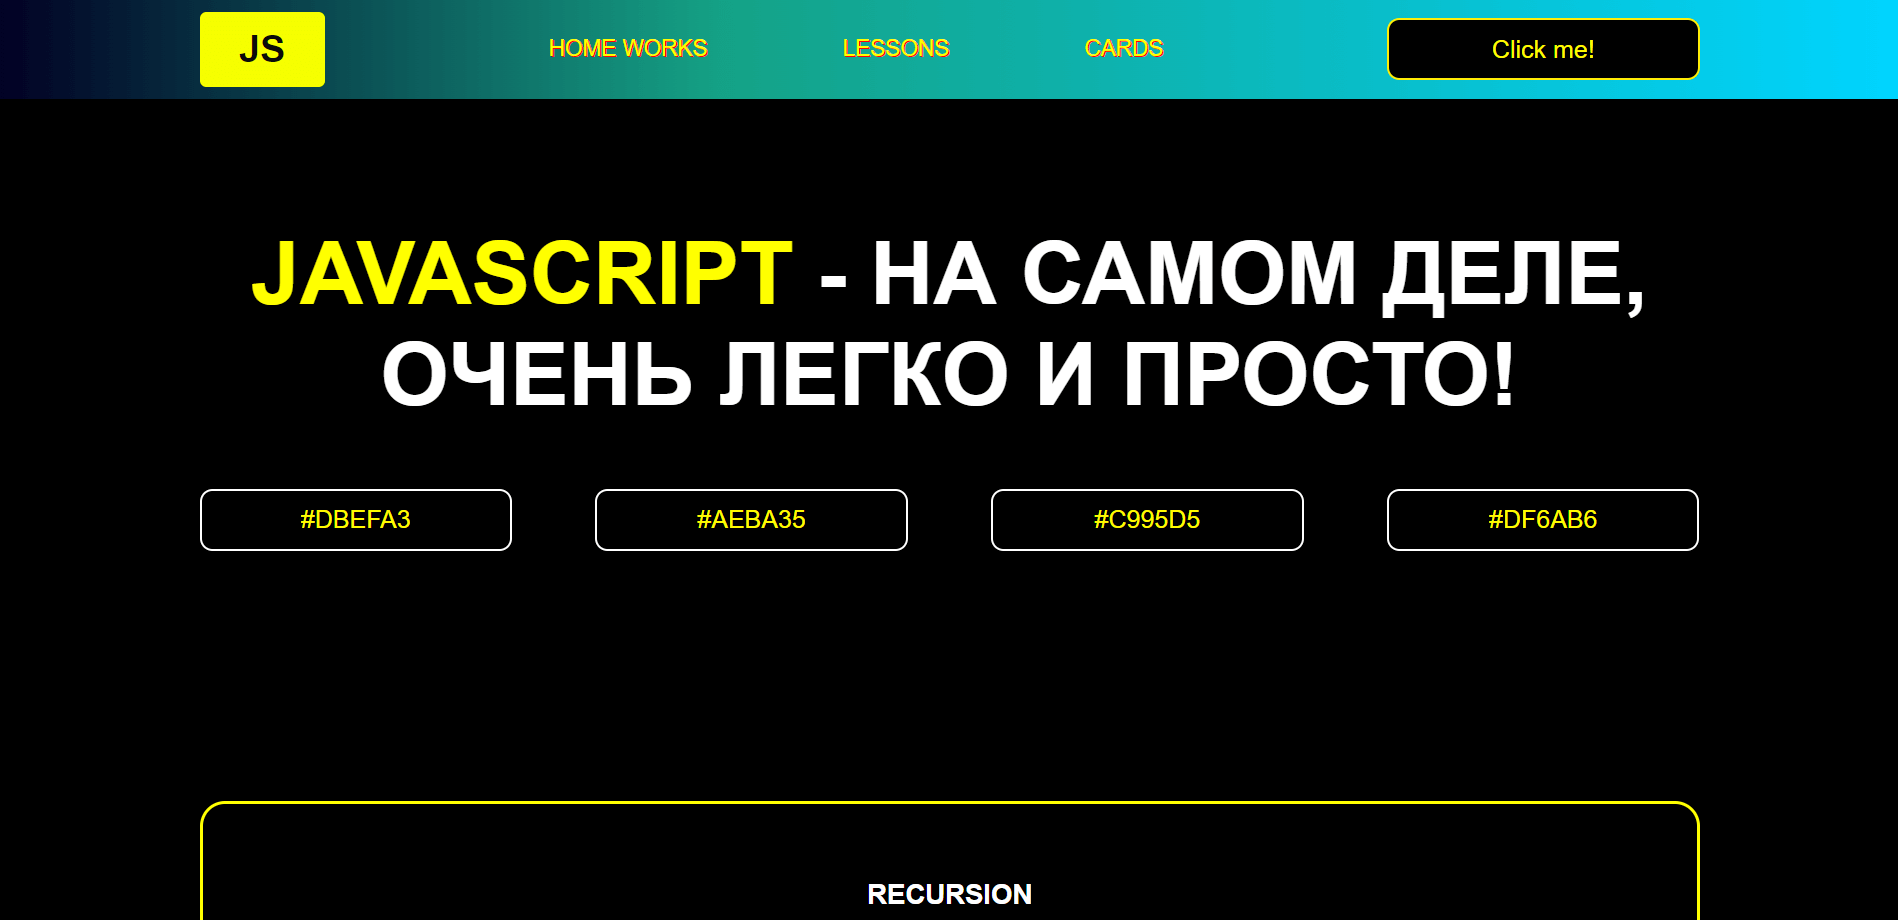 JS
HOME WORKS
LESSONS
CARDS
Click me!
JAVASCRIPT - НА САМОМ ДЕЛЕ,
ОЧЕНЬ ЛЕГКО И ПРОСТО!
#DBEFA3
#AEBA35
#C995D5
#DF6AB6
RECURSION